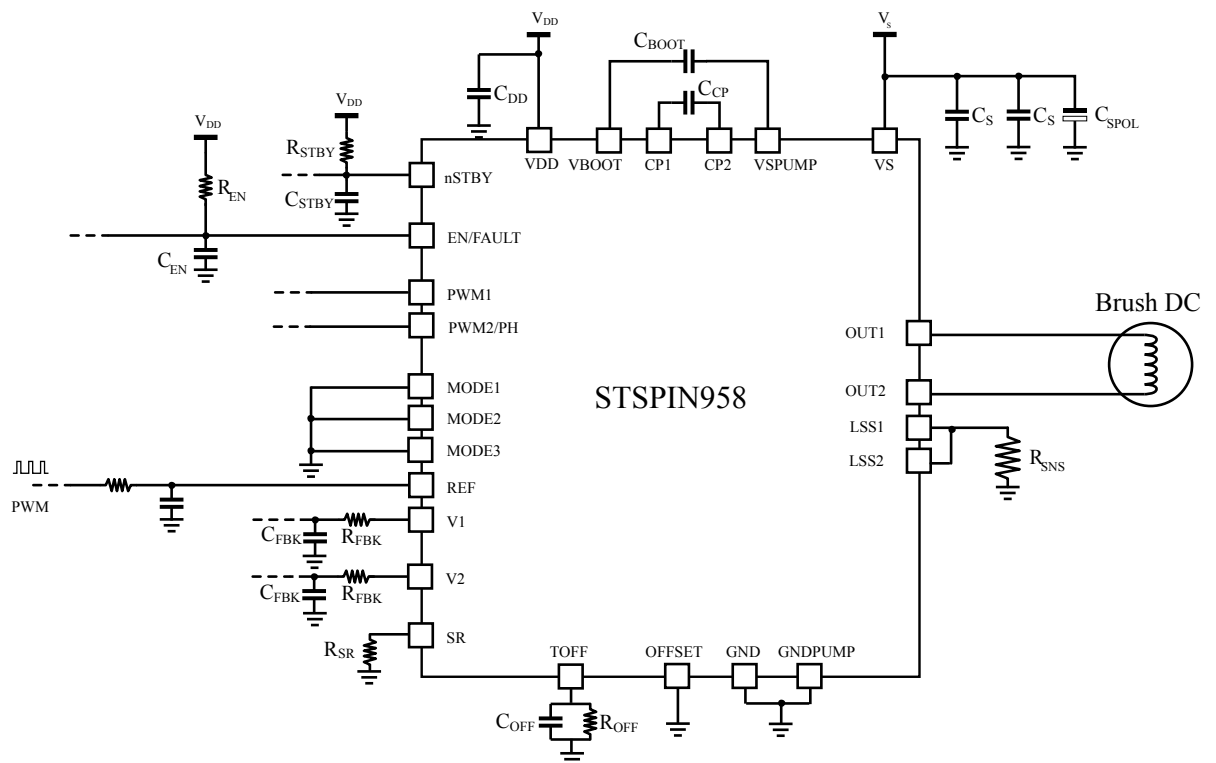 VDD
VS
CBOOT
CCP
CDD
CS
CS
CSPOL
VDD
VDD
RSTBY
REN
CSTBY
CEN
VDD
VBOOT
CP1
CP2
VSPUMP
VS
nSTBY
EN/FAULT
PWM1
PWM2/PH
MODE1
MODE2
MODE3
REF
V1
V2
SR
STSPIN958
Brush DC
OUT1
OUT2
LSS1
LSS2
RSNS
PWM
CFBK
RFBK
CFBK
RFBK
RSR
TOFF
OFFSET
GND
GNDPUMP
COFF
ROFF